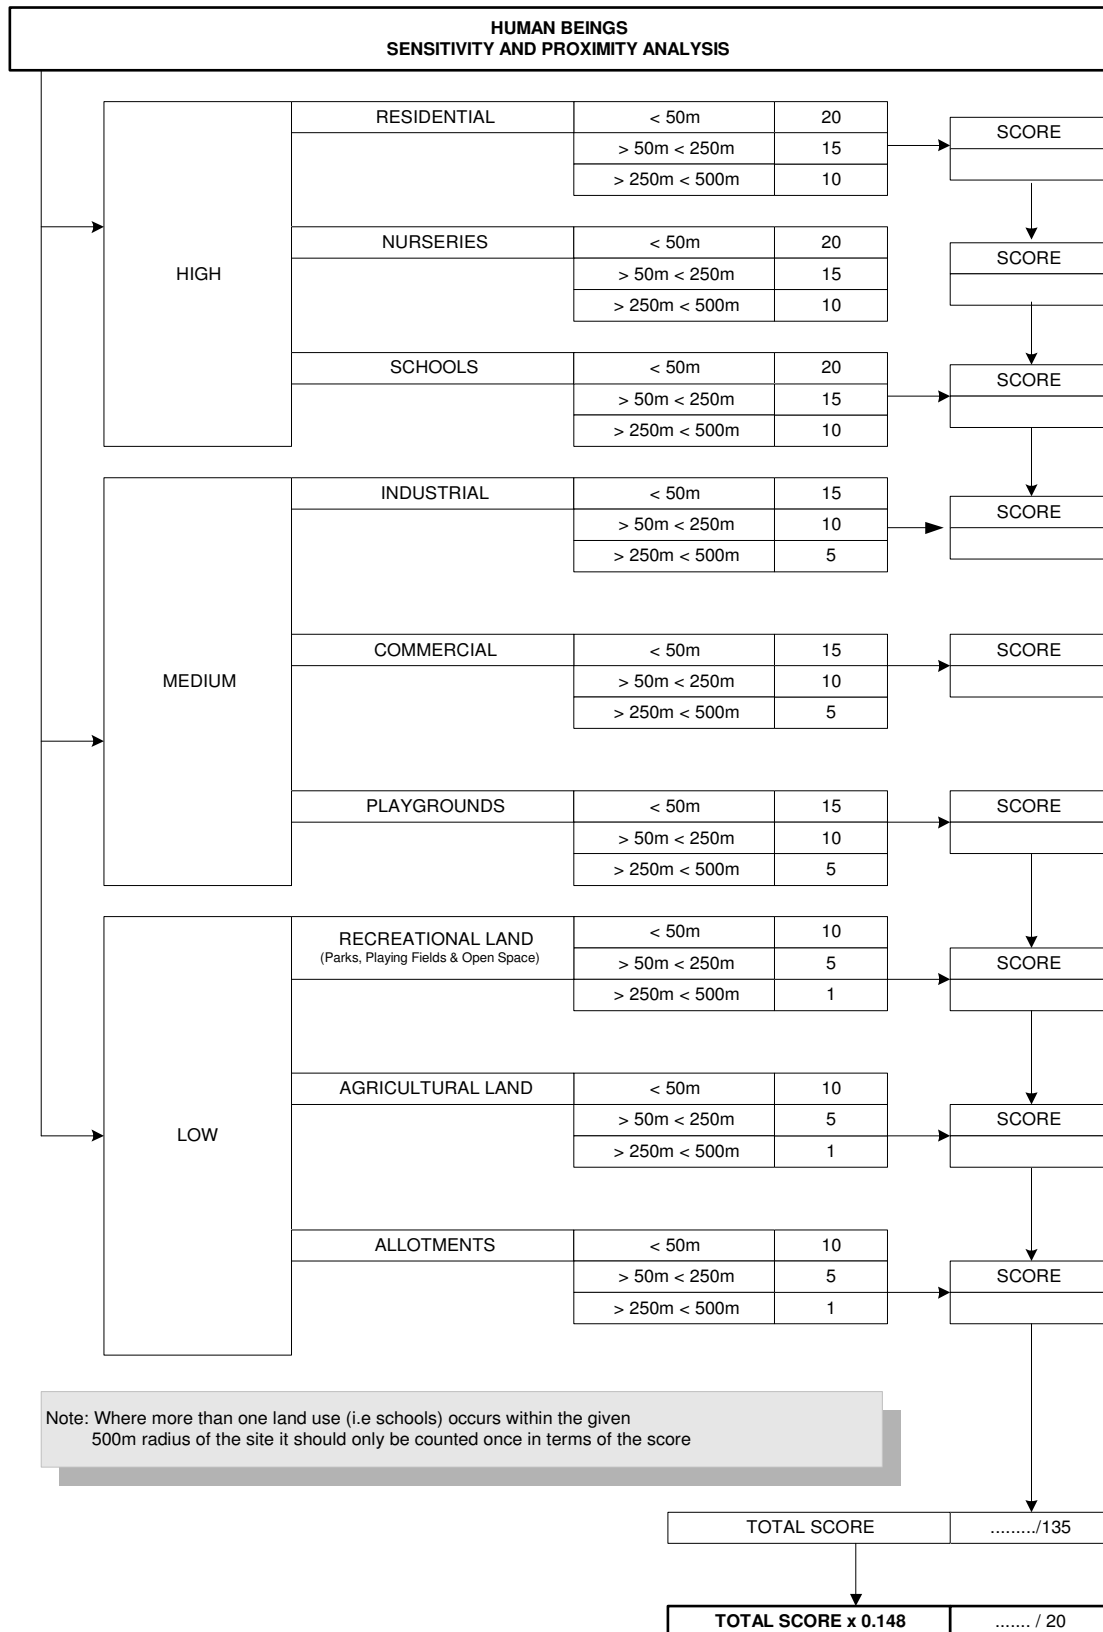 HUMAN BEINGS
SENSITIVITY AND PROXIMITY ANALYSIS
HIGH
RESIDENTIAL < 50m 20
> 50m < 250m 15
> 250m < 500m 10
SCORE
NURSERIES < 50m 20
> 50m < 250m 15
> 250m < 500m 10
SCORE
SCHOOLS < 50m 20
> 50m < 250m 15
> 250m < 500m 10
SCORE
MEDIUM
INDUSTRIAL < 50m 15
> 50m < 250m 10
> 250m < 500m 5
SCORE
COMMERCIAL < 50m 15
> 50m < 250m 10
> 250m < 500m 5
SCORE
PLAYGROUNDS < 50m 15
> 50m < 250m 10
> 250m < 500m 5
SCORE
LOW
RECREATIONAL LAND < 50m 10
(Parks, Playing Fields & Open Space) > 50m < 250m 5
> 250m < 500m 1
SCORE
AGRICULTURAL LAND < 50m 10
> 50m < 250m 5
> 250m < 500m 1
SCORE
ALLOTMENTS < 50m 10
> 50m < 250m 5
> 250m < 500m 1
SCORE
Note: Where more than one land use (i.e schools) occurs within the given
500m radius of the site it should only be counted once in terms of the score
TOTAL SCORE ........./135
TOTAL SCORE x 0.148 ....... / 20